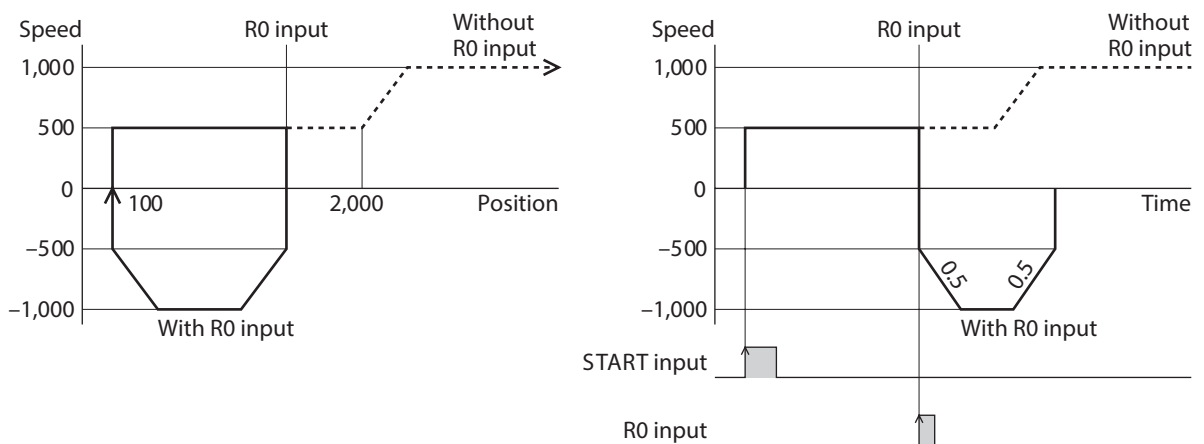 Speed
R0 input
Without
R0 input
1,000
500
0
100
2,000
Position
–500
–1,000
With R0 input
Speed
R0 input
Without
R0 input
1,000
500
0
Time
–500
0.5
0.5
–1,000
With R0 input
START input
R0 input